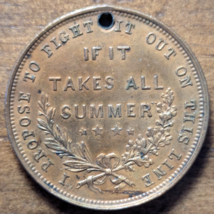 I PROPOSE TO FIGHT IT OUT ON THIS LINE
IF IT
TAKES ALL
SUMMER